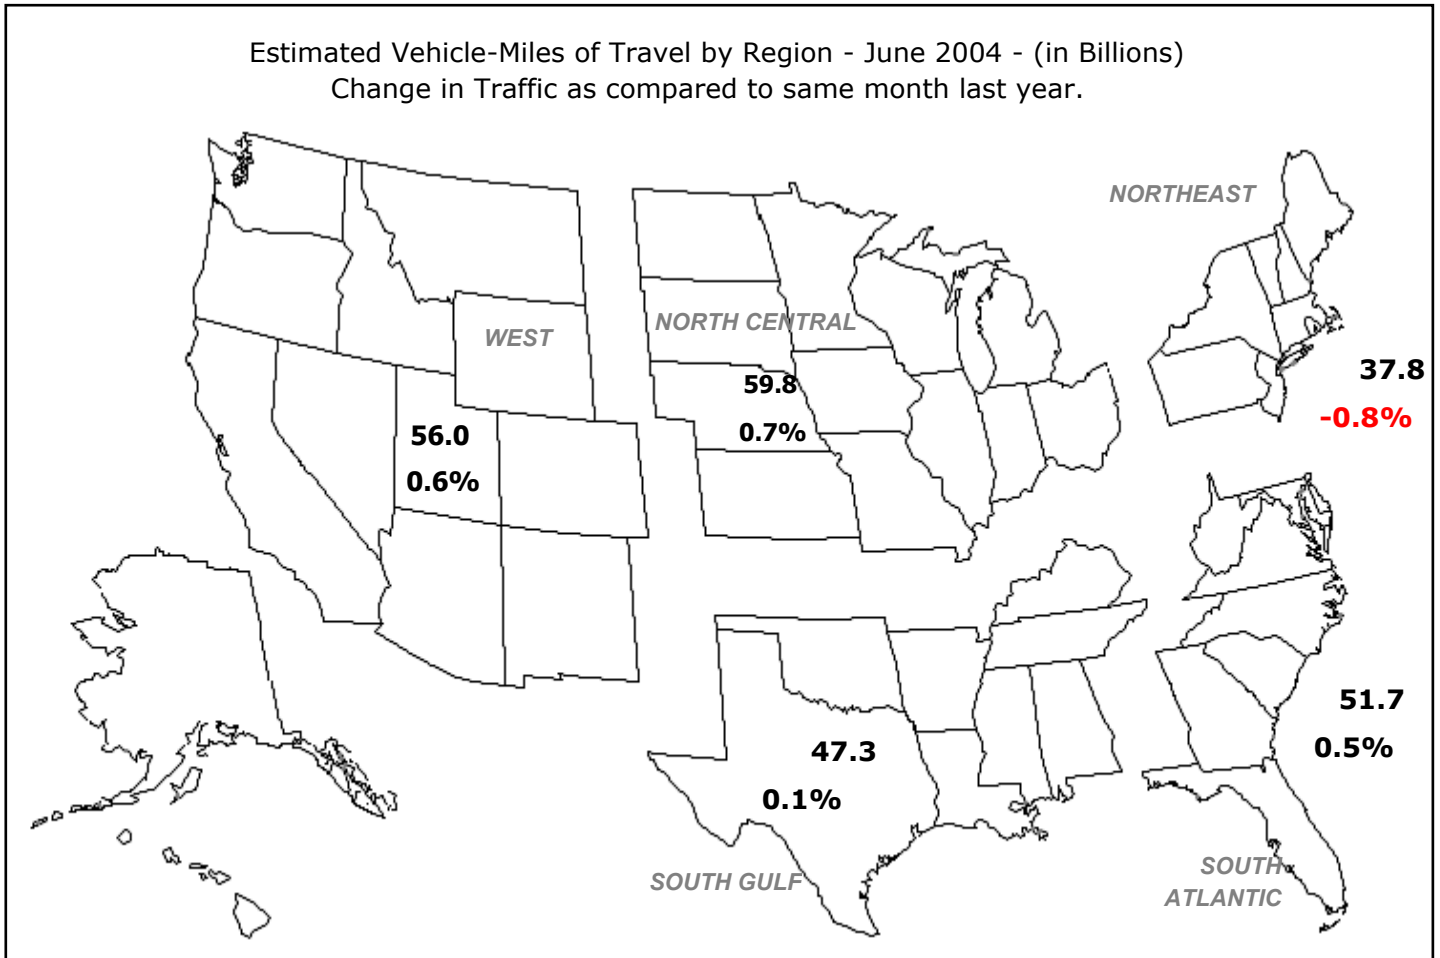 Estimated Vehicle-Miles of Travel by Region - June 2004 - (in Billions)
Change in Traffic as compared to same month last year.
NORTHEAST
WEST
NORTH CENTRAL
37.8
-0.8%
59.8
0.7%
56.0
0.6%
51.7
0.5%
47.3
0.1%
SOUTH GULF
SOUTH
ATLANTIC